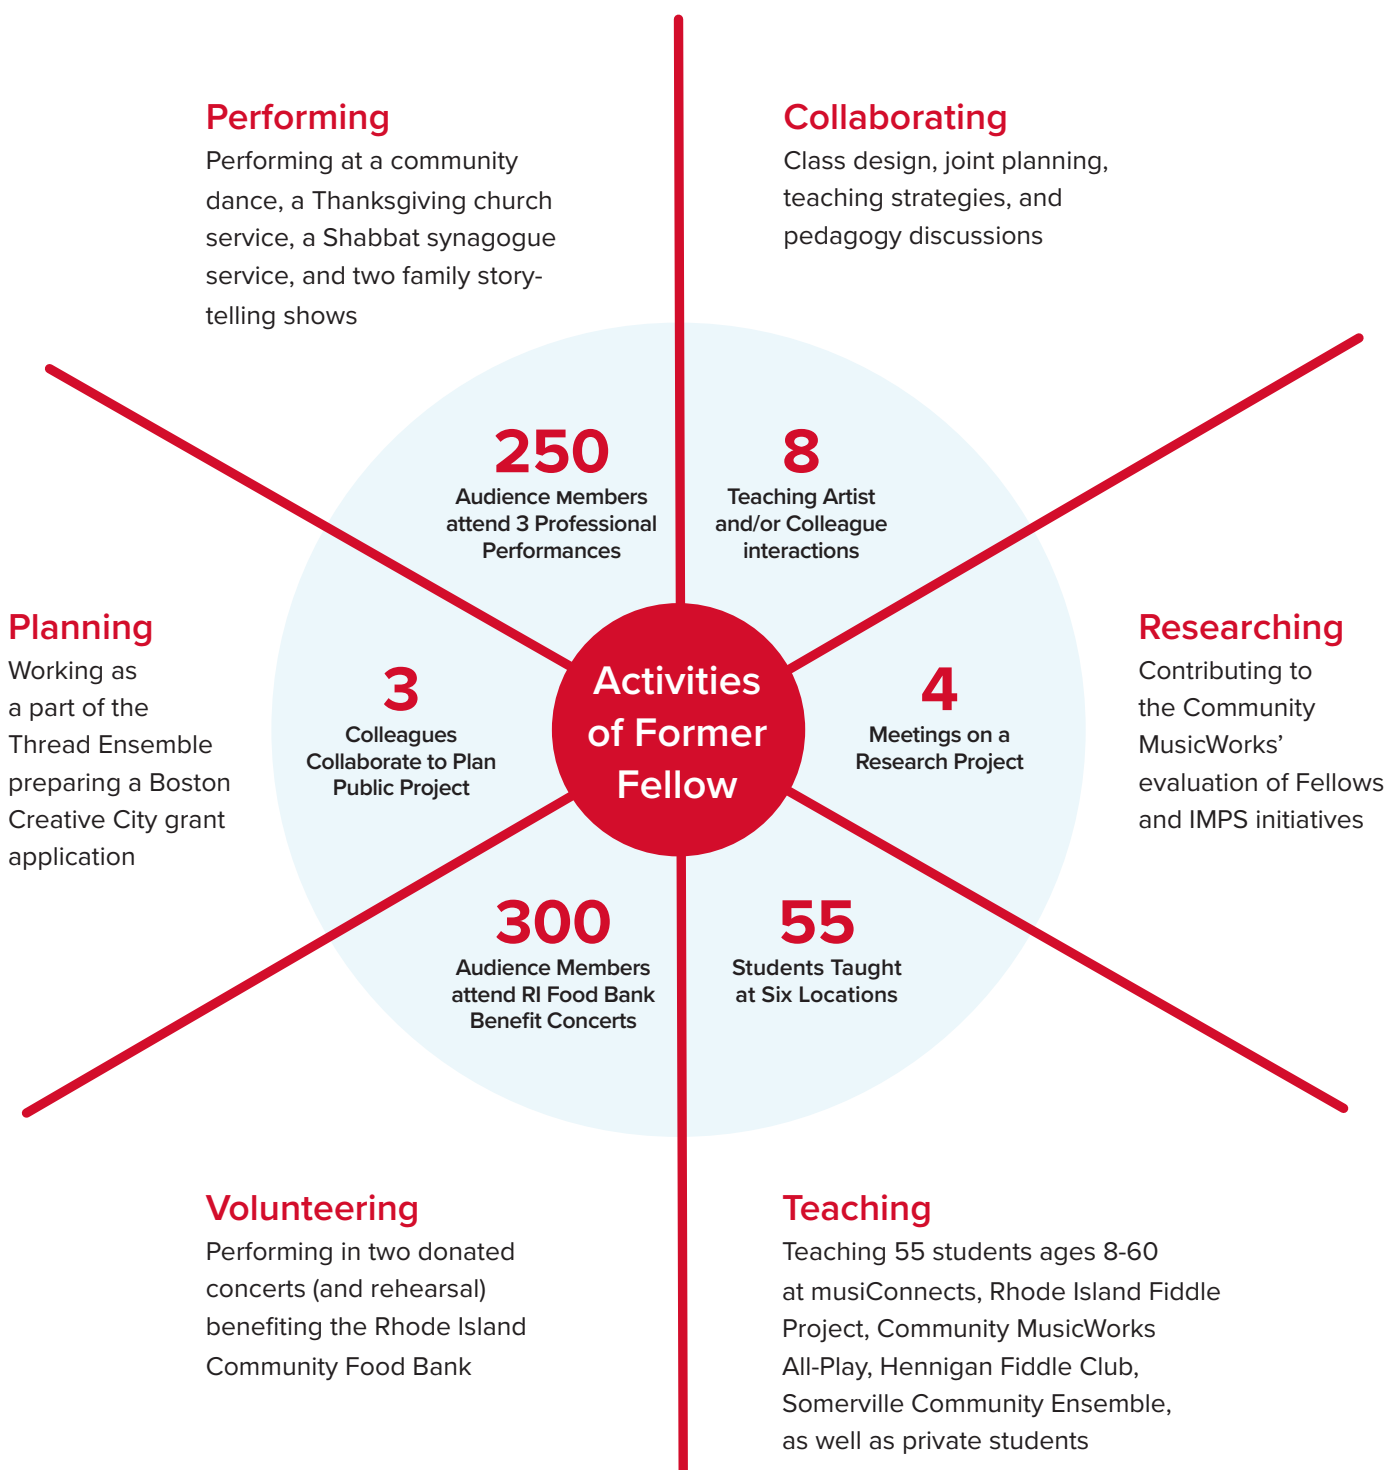 Performing
Performing at a community
dance, a Thanksgiving church
service, a Shabbat synagogue
service, and two family story-
telling shows
Collaborating
Class design, joint planning,
teaching strategies, and
pedagogy discussions
250
Audience Members
attend 3 Professional
Performances
8
Teaching Artist
and/or Colleague
interactions
Planning
Working as
a part of the
Thread Ensemble
preparing a Boston
Creative City grant
application
3
Colleagues
Collaborate to Plan
Public Project
Activities
of Former
Fellow
4
Meetings on a
Research Project
Researching
Contributing to
the Community
MusicWorks’
evaluation of Fellows
and IMPS initiatives
300
Audience Members
attend RI Food Bank
Benefit Concerts
55
Students Taught
at Six Locations
Volunteering
Performing in two donated
concerts (and rehearsal)
benefiting the Rhode Island
Community Food Bank
Teaching
Teaching 55 students ages 8-60
at musiConnects, Rhode Island Fiddle
Project, Community MusicWorks
All-Play, Hennigan Fiddle Club,
Somerville Community Ensemble,
as well as private students